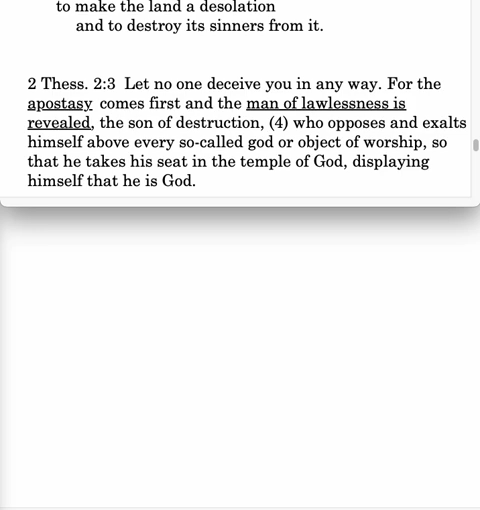 to make the land a desolation
and to destroy its sinners from it.
2 Thess. 2:3 Let no one deceive you in any way. For the
apostasy comes first and the man of lawlessness is
revealed, the son of destruction, (4) who opposes and exalts
himself above every so-called god or object of worship, so
that he takes his seat in the temple of God, displaying
himself that he is God.